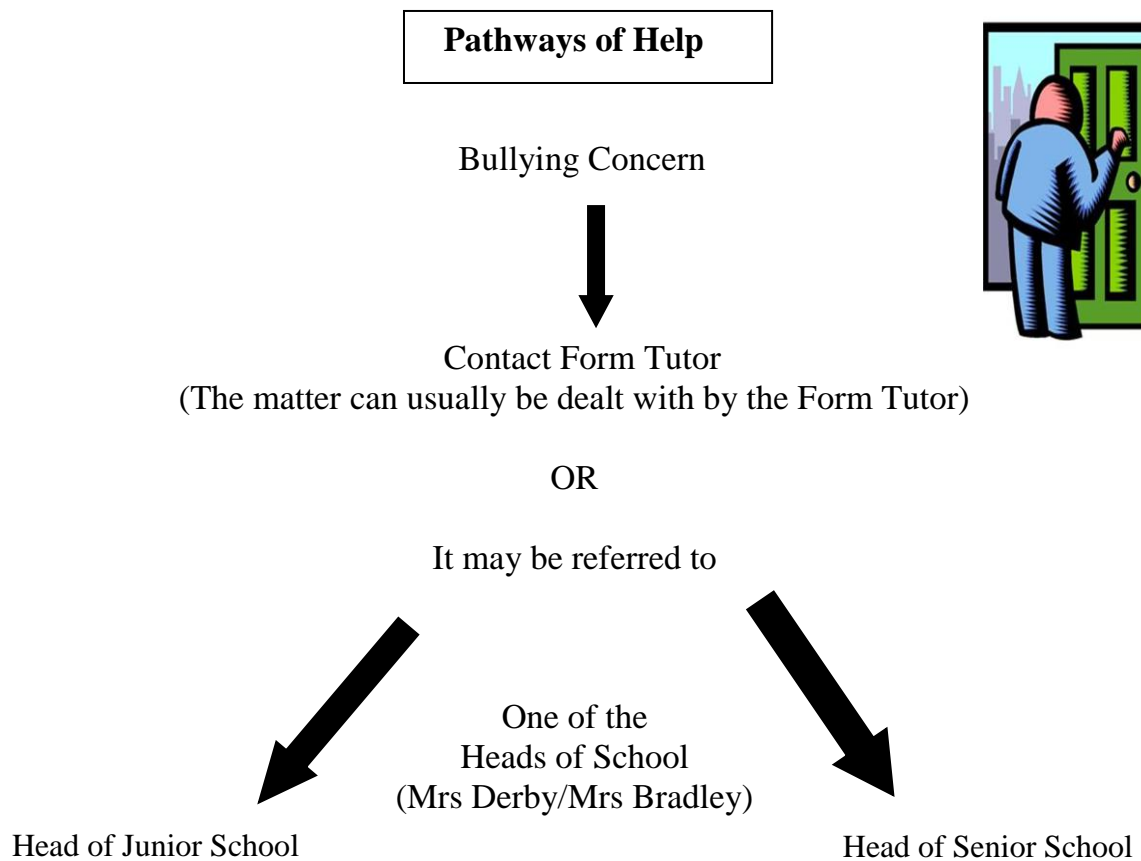 Pathways of Help
Bullying Concern
Contact Form Tutor
(The matter can usually be dealt with by the Form Tutor)
OR
It may be referred to
One of the
Heads of School
(Mrs Derby/Mrs Bradley)
Head of Junior School
Head of Senior School